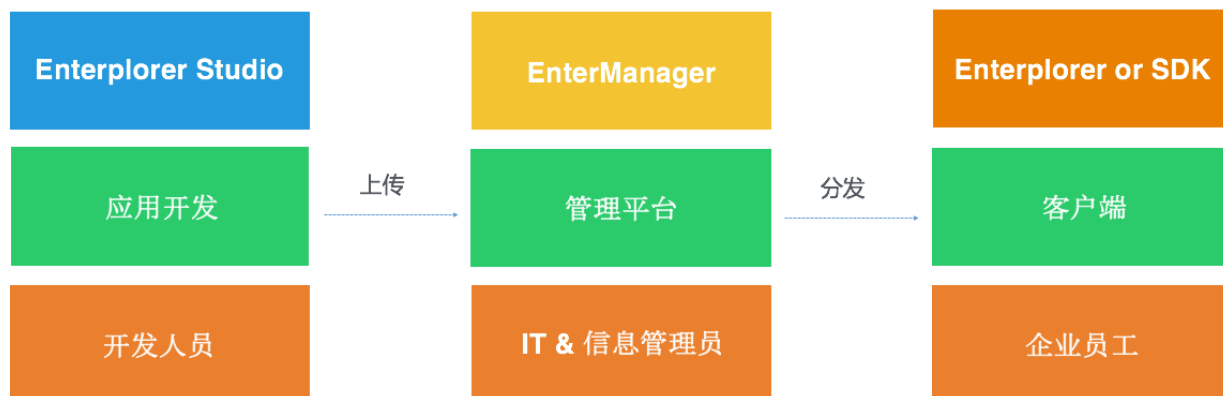 Enterplorer Studio
EnterManager
Enterplorer or SDK
应用开发
上传
管理平台
分发
客户端
开发人员
IT & 信息管理员
企业员工